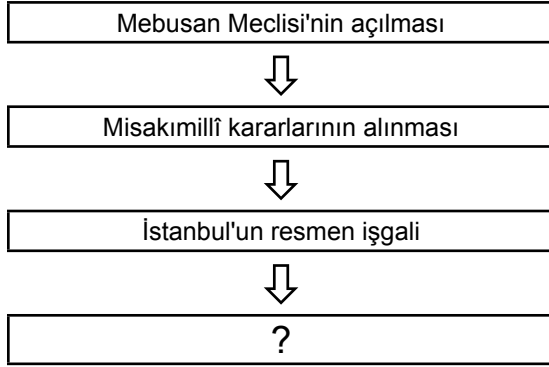 Mebusan Meclisi'nin açılması
Misakımillî kararlarının alınması
İstanbul'un resmen işgali
?